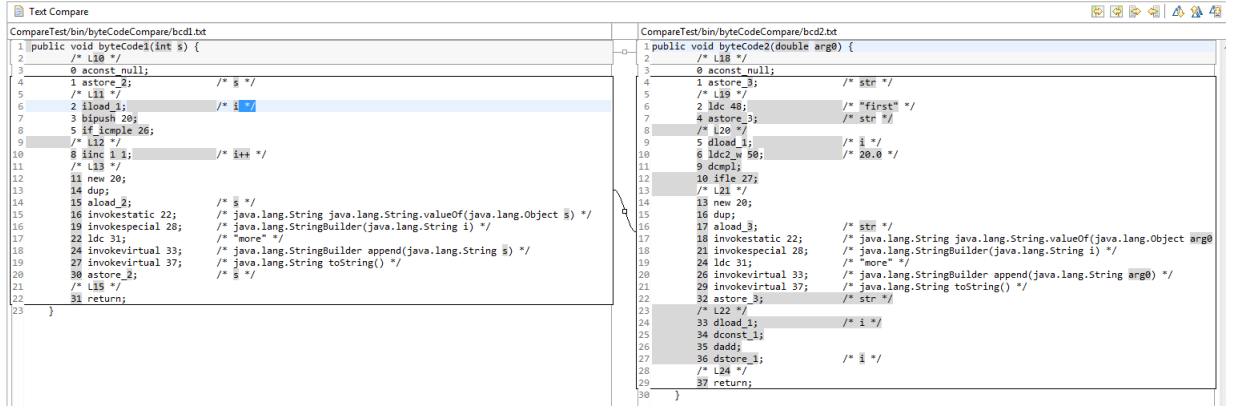 Text Compare
CompareTest/bin/byteCodeCompare/bcd1.txt
1 public void byteCode1(int s) {
2 /* L10 */
3 0 aconst_null;
4 1 astore_2; /* s */
5 /* L11 */
6 2 iload_1; /* i */
7 3 bipush 20;
8 5 if_icmple 26;
9 /* L12 */
10 8 iinc 1 1; /* i++ */
11 /* L13 */
12 11 new 20;
13 14 dup;
14 15 aload_2; /* s */
15 16 invokestatic 22; /* java.lang.String java.lang.String.valueOf(java.lang.Object s) */
16 19 invokespecial 28; /* java.lang.StringBuilder(java.lang.String i) */
17 22 ldc 31; /* "more" */
18 24 invokevirtual 33; /* java.lang.StringBuilder append(java.lang.String s) */
19 27 invokevirtual 37; /* java.lang.String toString() */
20 30 astore_2; /* s */
21 /* L15 */
22 31 return;
23 }
CompareTest/bin/byteCodeCompare/bcd2.txt
1 public void byteCode2(double arg0) {
2 /* L18 */
3 0 aconst_null;
4 1 astore_3; /* str */
5 /* L19 */
6 2 ldc 48; /* "first" */
7 4 astore_3; /* str */
8 /* L20 */
9 5 dload_1; /* i */
10 6 ldc2_w 50; /* 20.0 */
11 9 dcmpl;
12 10 ifle 27;
13 /* L21 */
14 13 new 20;
15 16 dup;
16 17 aload_3; /* str */
17 18 invokestatic 22; /* java.lang.String java.lang.String.valueOf(java.lang.Object arg0
18 21 invokespecial 28; /* java.lang.StringBuilder(java.lang.String i) */
19 24 ldc 31; /* "more" */
20 26 invokevirtual 33; /* java.lang.StringBuilder append(java.lang.String arg0) */
21 29 invokevirtual 37; /* java.lang.String toString() */
22 32 astore_3; /* str */
23 /* L22 */
24 33 dload_1; /* i */
25 34 dconst_1;
26 35 dadd;
27 36 dstore_1; /* i */
28 /* L24 */
29 37 return;
30 }